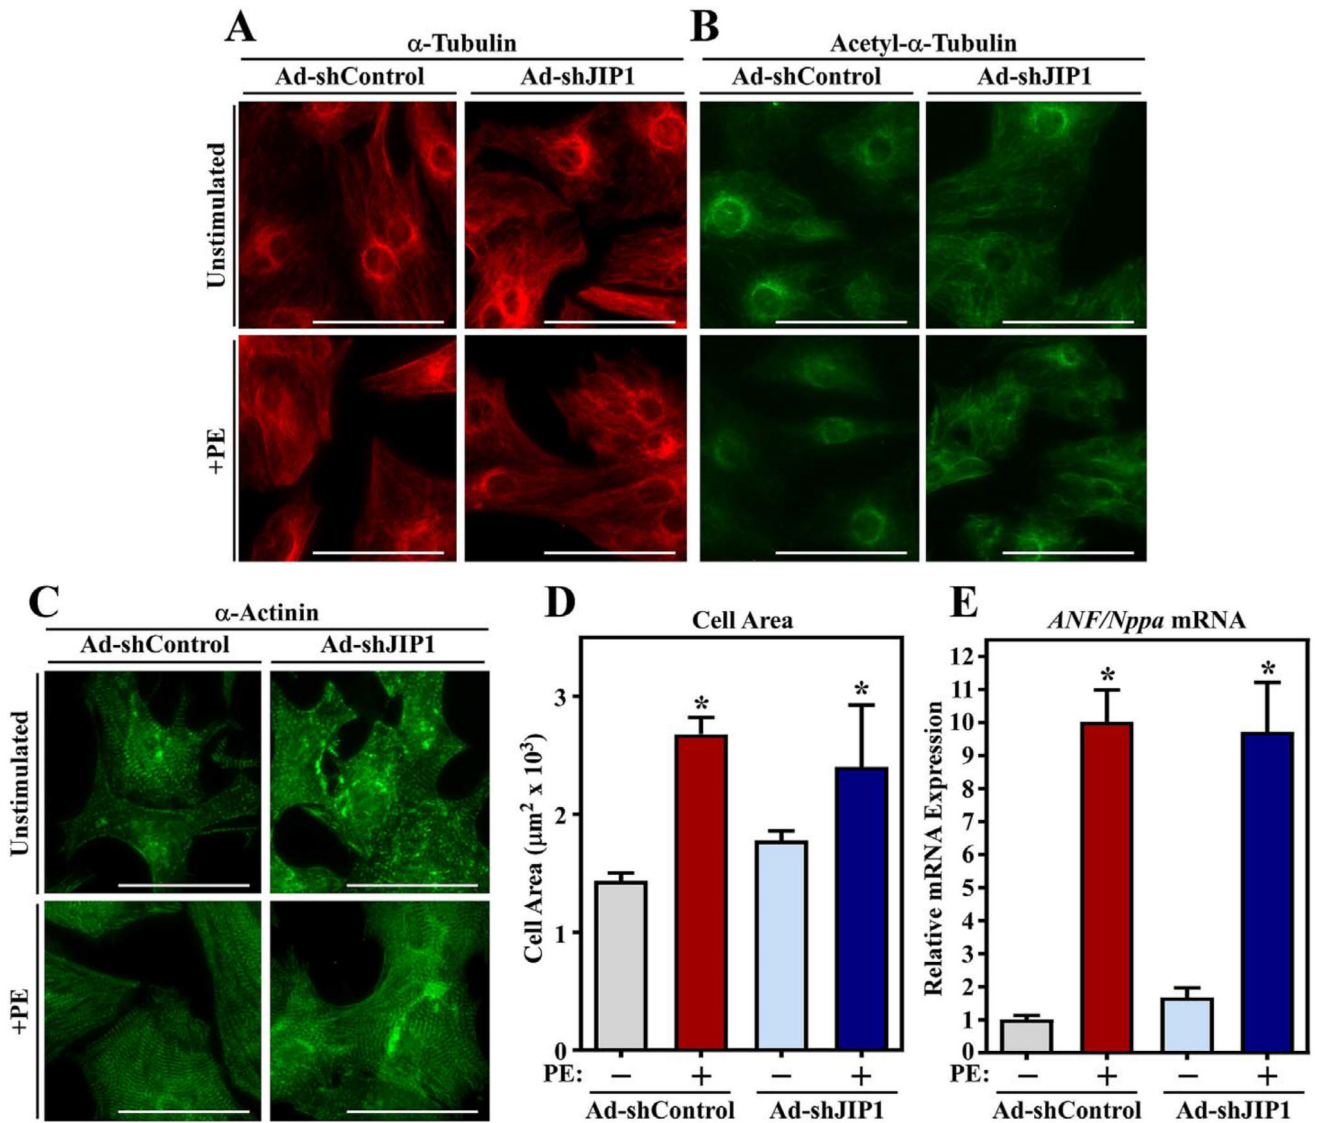 A
α-Tubulin
Ad-shControl
Ad-shJIP1
B
Acetyl-α-Tubulin
Ad-shControl
Ad-shJIP1
Unstimulated
+PE
C
α-Actinin
Ad-shControl
Ad-shJIP1
Unstimulated
+PE
D
Cell Area
Cell Area (μm² x 10³)
3
2
1
0
*
*
PE: − + − +
Ad-shControl Ad-shJIP1
E
ANF/Nppa mRNA
Relative mRNA Expression
12
11
10
9
8
7
6
5
4
3
2
1
0
*
*
PE: − + − +
Ad-shControl Ad-shJIP1